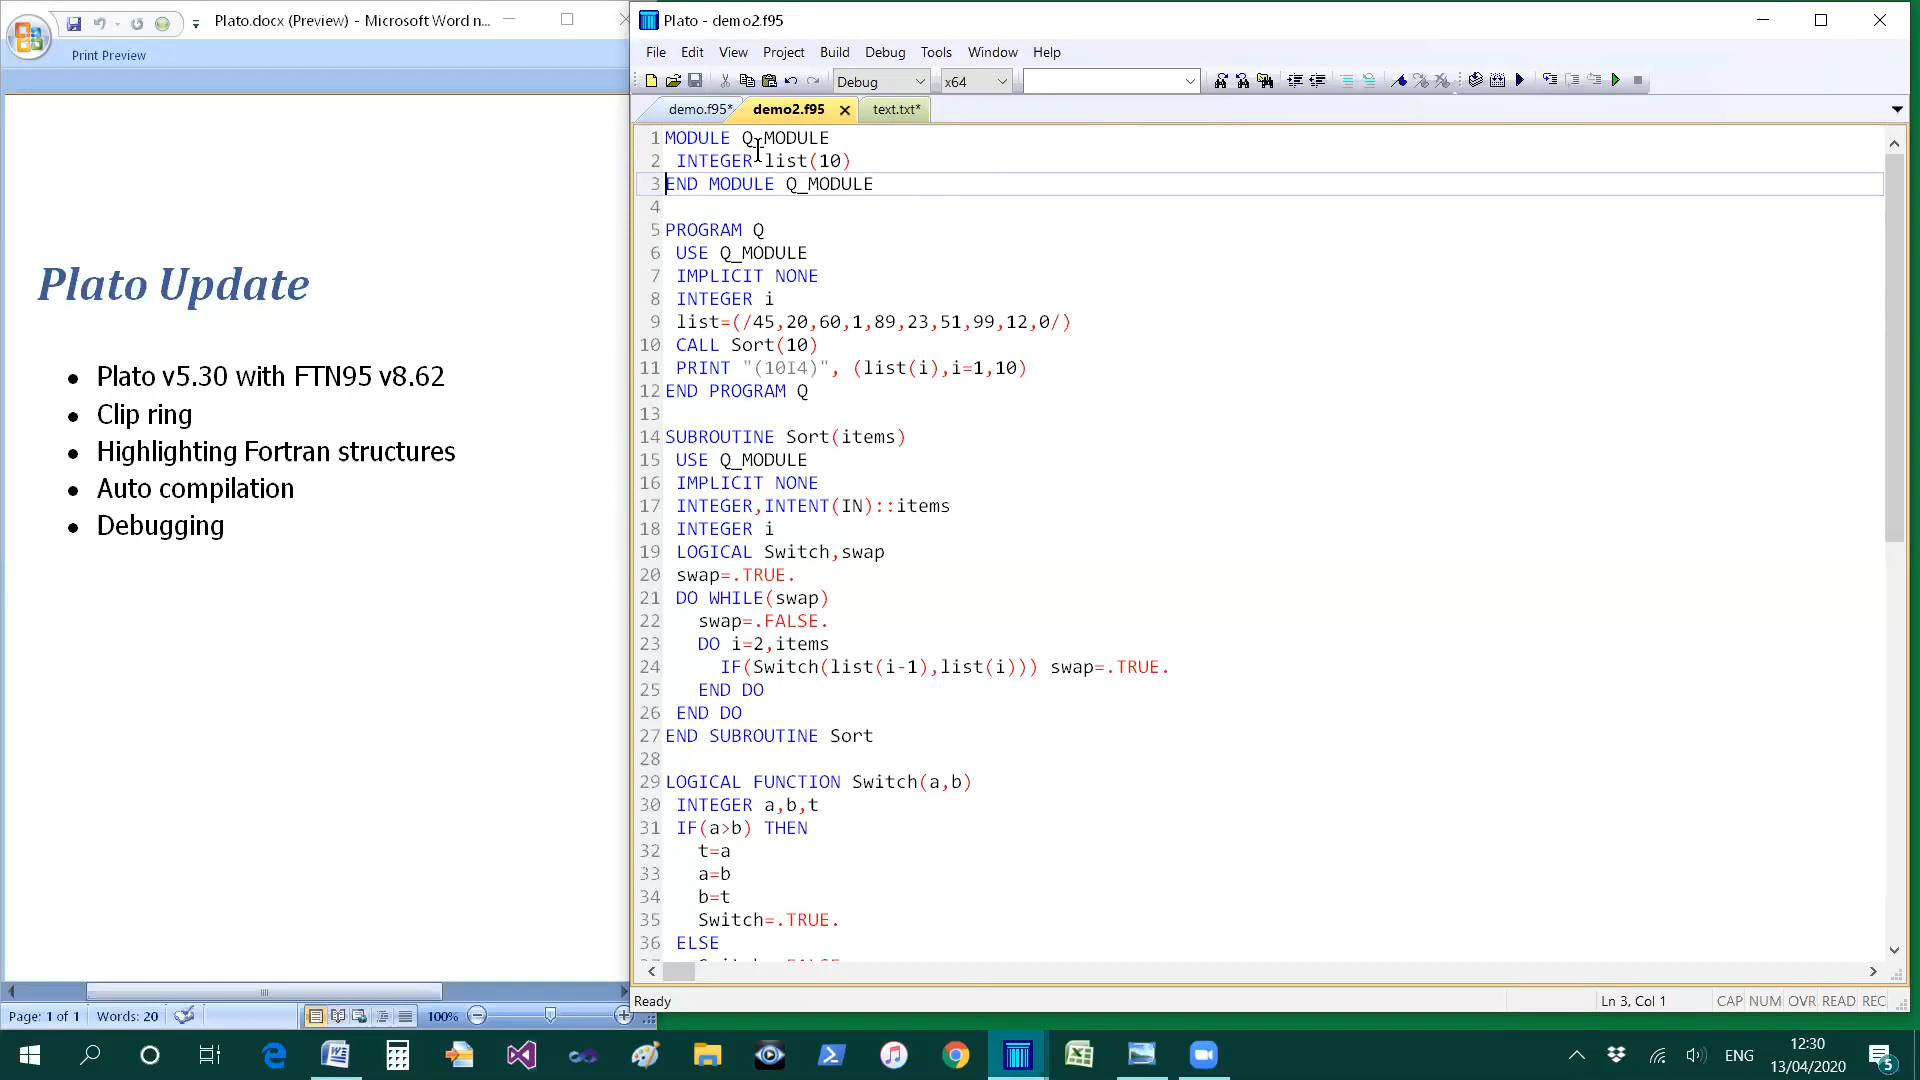 Plato.docx (Preview) - Microsoft Word n...
Print Preview
Plato Update
Plato v5.30 with FTN95 v8.62
Clip ring
Highlighting Fortran structures
Auto compilation
Debugging
Page: 1 of 1 Words: 20 100%
Plato - demo2.f95
File Edit View Project Build Debug Tools Window Help
Debug x64
demo.f95* demo2.f95 text.txt*
1 MODULE Q_MODULE
2 INTEGER list(10)
3 END MODULE Q_MODULE
4
5 PROGRAM Q
6 USE Q_MODULE
7 IMPLICIT NONE
8 INTEGER i
9 list=(/45,20,60,1,89,23,51,99,12,0/)
10 CALL Sort(10)
11 PRINT "(10I4)", (list(i),i=1,10)
12 END PROGRAM Q
13
14 SUBROUTINE Sort(items)
15 USE Q_MODULE
16 IMPLICIT NONE
17 INTEGER,INTENT(IN)::items
18 INTEGER i
19 LOGICAL Switch,swap
20 swap=.TRUE.
21 DO WHILE(swap)
22 swap=.FALSE.
23 DO i=2,items
24 IF(Switch(list(i-1),list(i))) swap=.TRUE.
25 END DO
26 END DO
27 END SUBROUTINE Sort
28
29 LOGICAL FUNCTION Switch(a,b)
30 INTEGER a,b,t
31 IF(a>b) THEN
32 t=a
33 a=b
34 b=t
35 Switch=.TRUE.
36 ELSE
Ready Ln 3, Col 1 CAP NUM OVR READ REC
ENG
12:30
13/04/2020
5